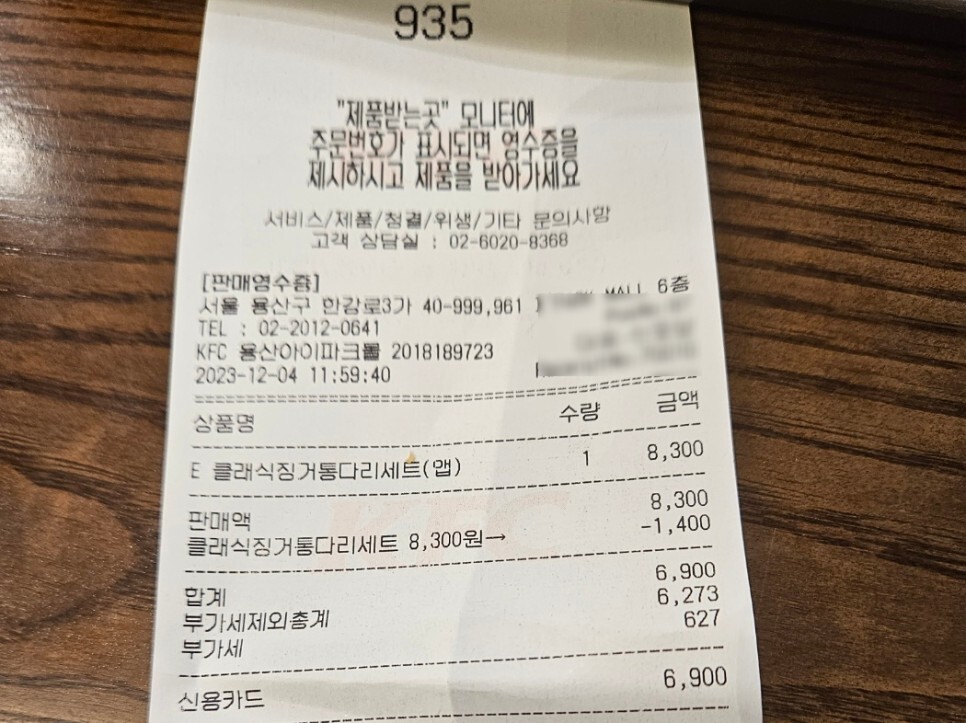 935
"제품받는곳" 모니터에
주문번호가 표시되면 영수증을
제시하시고 제품을 받아가세요
서비스/제품/청결/위생/기타 문의사항
고객 상담실 : 02-6020-8368
[판매영수증]
서울 용산구 한강로3가 40-999,961 MALL 6층
TEL : 02-2012-0641
KFC 용산아이파크몰 2018189723
2023-12-04 11:59:40
상품명 수량 금액
E 클래식징거통다리세트(앱) 1 8,300
판매액 8,300
클래식징거통다리세트 8,300원→ -1,400
합계 6,900
부가세제외총계 6,273
부가세 627
신용카드 6,900